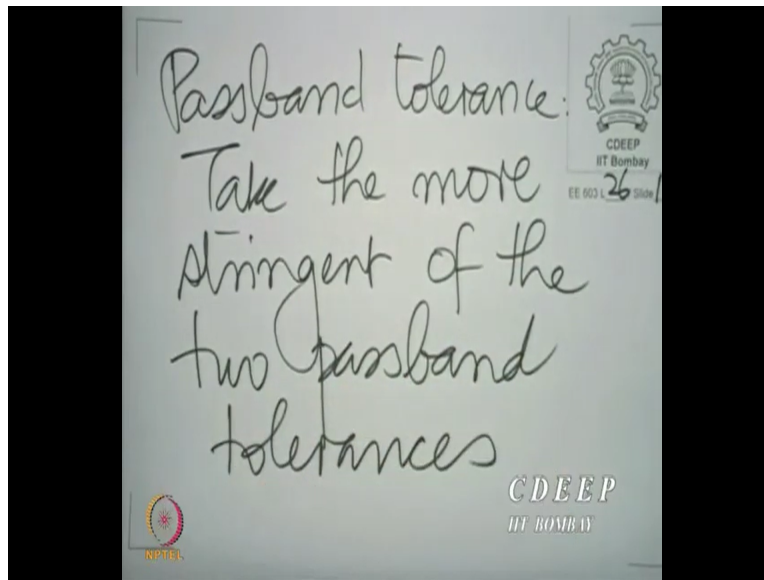 Passband tolerance:
Take the more
stringent of the
two passband
tolerances
CDEEP
IIT Bombay
EE 603 L 26 Slide 1
CDEEP
IIT BOMBAY
NPTEL